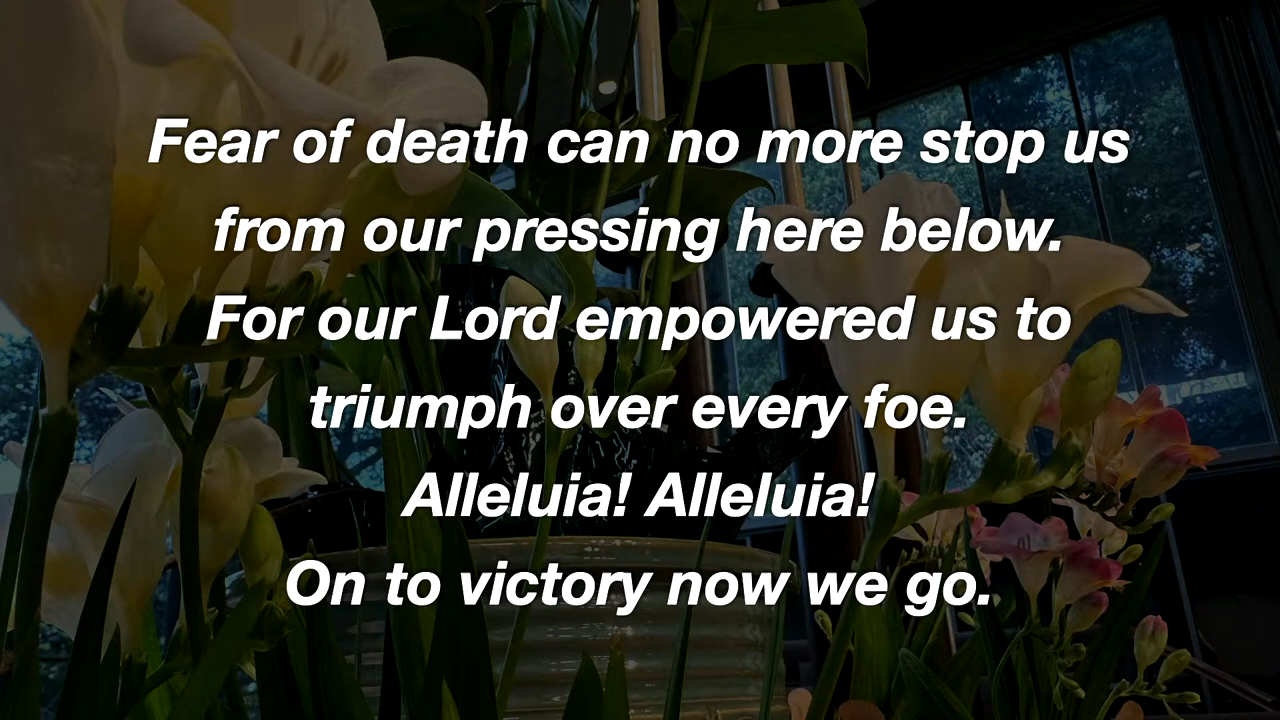 Fear of death can no more stop us
from our pressing here below.
For our Lord empowered us to
triumph over every foe.
Alleluia! Alleluia!
On to victory now we go.